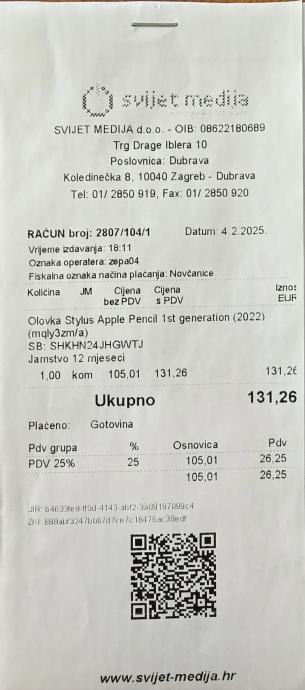 svijet medija
SVIJET MEDIJA d.o.o. - OIB: 08622180689
Trg Drage Iblera 10
Poslovnica: Dubrava
Koledinečka 8, 10040 Zagreb - Dubrava
Tel: 01/ 2850 919, Fax: 01/ 2850 920
RAČUN broj: 2807/104/1 Datum: 4.2.2025.
Vrijeme izdavanja: 18:11
Oznaka operatera: zepa04
Fiskalna oznaka načina plaćanja: Novčanice
Količina JM Cijena Cijena Iznos
bez PDV s PDV EUR
Olovka Stylus Apple Pencil 1st generation (2022)
(mqly3zm/a)
SB: SHKHN24JHGWTJ
Jamstvo 12 mjeseci
1,00 kom 105,01 131,26 131,26
Ukupno 131,26
Plaćeno: Gotovina
Pdv grupa % Osnovica Pdv
PDV 25% 25 105,01 26,25
105,01 26,25
JIR:
ZKI:
www.svijet-medija.hr